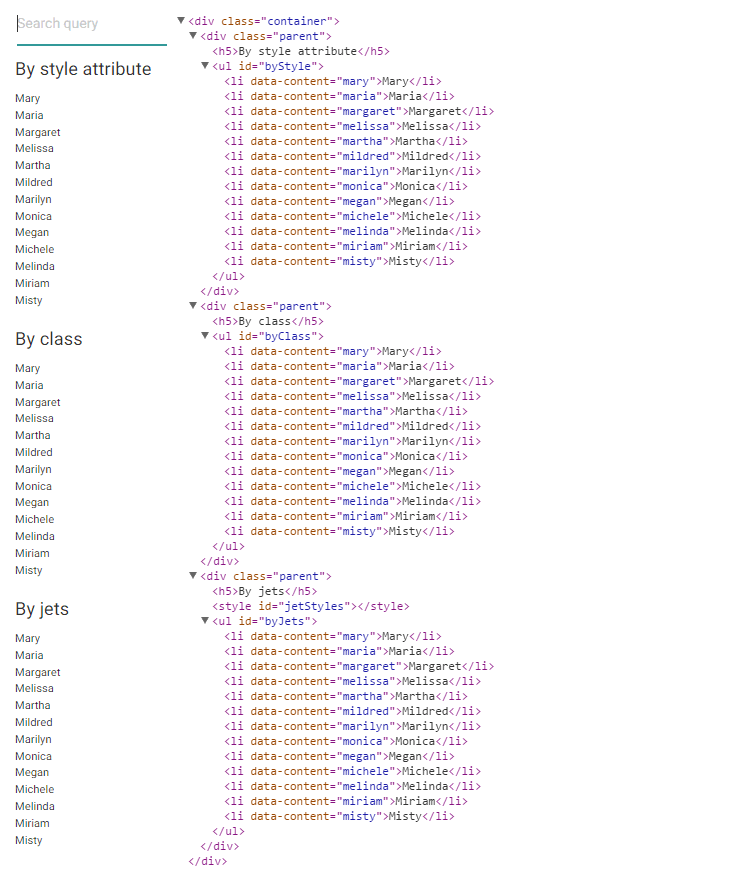 Search query
By style attribute
Mary
Maria
Margaret
Melissa
Martha
Mildred
Marilyn
Monica
Megan
Michele
Melinda
Miriam
Misty
By class
Mary
Maria
Margaret
Melissa
Martha
Mildred
Marilyn
Monica
Megan
Michele
Melinda
Miriam
Misty
By jets
Mary
Maria
Margaret
Melissa
Martha
Mildred
Marilyn
Monica
Megan
Michele
Melinda
Miriam
Misty
<div class="container">
<div class="parent">
<h5>By style attribute</h5>
<ul id="byStyle">
<li data-content="mary">Mary</li>
<li data-content="maria">Maria</li>
<li data-content="margaret">Margaret</li>
<li data-content="melissa">Melissa</li>
<li data-content="martha">Martha</li>
<li data-content="mildred">Mildred</li>
<li data-content="marilyn">Marilyn</li>
<li data-content="monica">Monica</li>
<li data-content="megan">Megan</li>
<li data-content="michele">Michele</li>
<li data-content="melinda">Melinda</li>
<li data-content="miriam">Miriam</li>
<li data-content="misty">Misty</li>
</ul>
</div>
<div class="parent">
<h5>By class</h5>
<ul id="byClass">
<li data-content="mary">Mary</li>
<li data-content="maria">Maria</li>
<li data-content="margaret">Margaret</li>
<li data-content="melissa">Melissa</li>
<li data-content="martha">Martha</li>
<li data-content="mildred">Mildred</li>
<li data-content="marilyn">Marilyn</li>
<li data-content="monica">Monica</li>
<li data-content="megan">Megan</li>
<li data-content="michele">Michele</li>
<li data-content="melinda">Melinda</li>
<li data-content="miriam">Miriam</li>
<li data-content="misty">Misty</li>
</ul>
</div>
<div class="parent">
<h5>By jets</h5>
<style id="jetStyles"></style>
<ul id="byJets">
<li data-content="mary">Mary</li>
<li data-content="maria">Maria</li>
<li data-content="margaret">Margaret</li>
<li data-content="melissa">Melissa</li>
<li data-content="martha">Martha</li>
<li data-content="mildred">Mildred</li>
<li data-content="marilyn">Marilyn</li>
<li data-content="monica">Monica</li>
<li data-content="megan">Megan</li>
<li data-content="michele">Michele</li>
<li data-content="melinda">Melinda</li>
<li data-content="miriam">Miriam</li>
<li data-content="misty">Misty</li>
</ul>
</div>
</div>